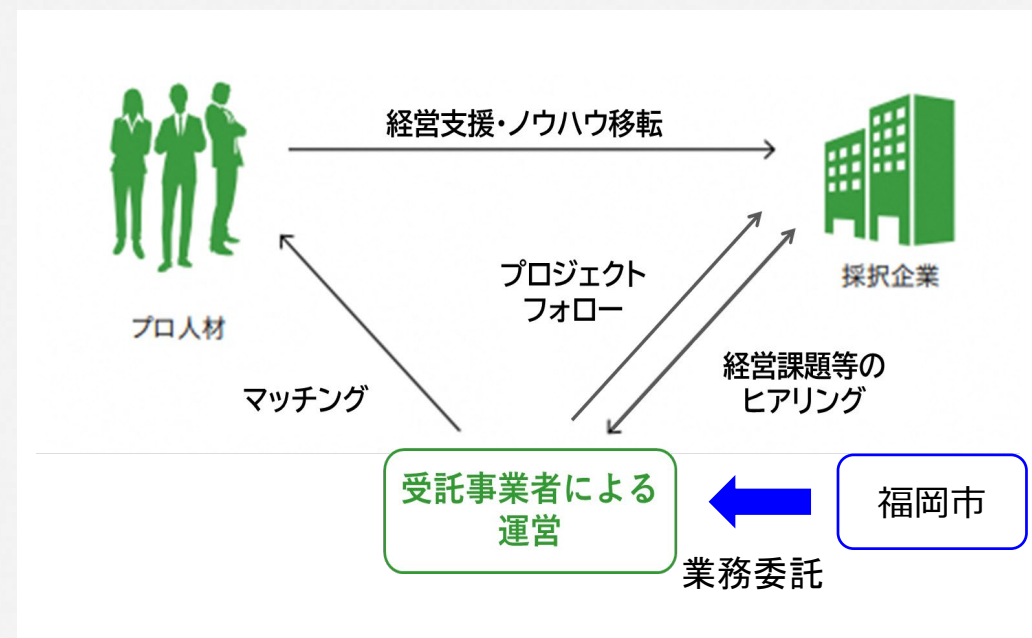 経営支援・ノウハウ移転
プロジェクト
フォロー
採択企業
プロ人材
経営課題等の
ヒアリング
マッチング
受託事業者による
運営
福岡市
業務委託